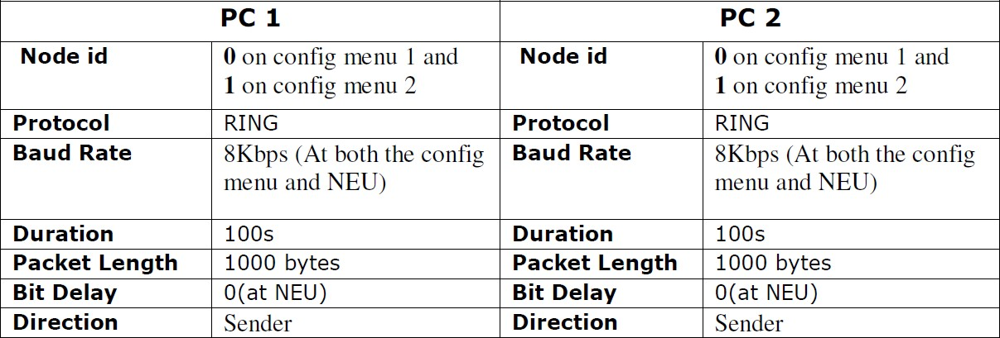 PC 1 PC 2
Node id 0 on config menu 1 and Node id 0 on config menu 1 and
1 on config menu 2 1 on config menu 2
Protocol RING Protocol RING
Baud Rate 8Kbps (At both the config Baud Rate 8Kbps (At both the config
menu and NEU) menu and NEU)
Duration 100s Duration 100s
Packet Length 1000 bytes Packet Length 1000 bytes
Bit Delay 0(at NEU) Bit Delay 0(at NEU)
Direction Sender Direction Sender